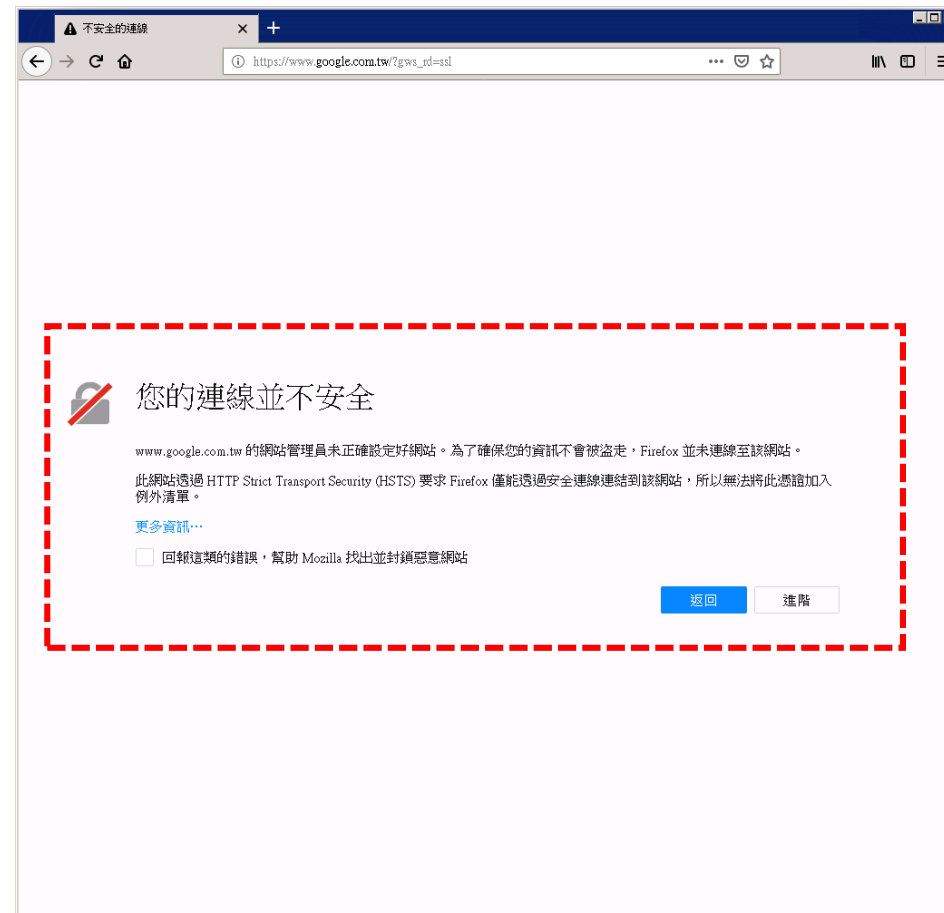 不安全的連線
https://www.google.com.tw/?gws_rd=ssl
您的連線並不安全
www.google.com.tw 的網站管理員未正確設定好網站。為了確保您的資訊不會被盜走，Firefox 並未連線至該網站。
此網站透過 HTTP Strict Transport Security (HSTS) 要求 Firefox 僅能透過安全連線連結到該網站，所以無法將此憑證加入
例外清單。
更多資訊…
回報這類的錯誤，幫助 Mozilla 找出並封鎖惡意網站
返回 進階